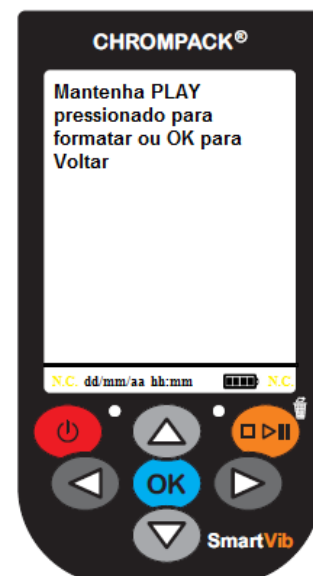 CHROMPACK®
Mantenha PLAY
pressionado para
formatar ou OK para
Voltar
N.C. dd/mm/aa hh:mm N.C.
OK
SmartVib